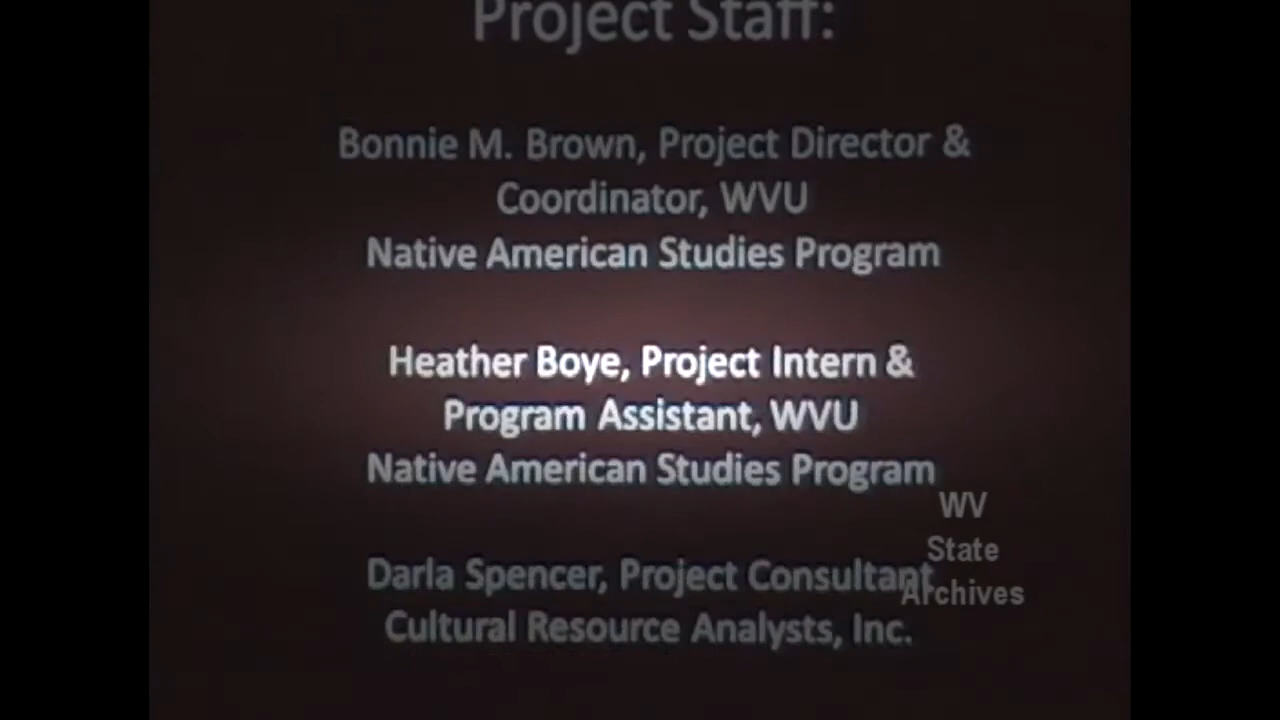 Project Staff:
Bonnie M. Brown, Project Director &
Coordinator, WVU
Native American Studies Program
Heather Boye, Project Intern &
Program Assistant, WVU
Native American Studies Program
Darla Spencer, Project Consultant
Cultural Resource Analysts, Inc.
WV
State
Archives